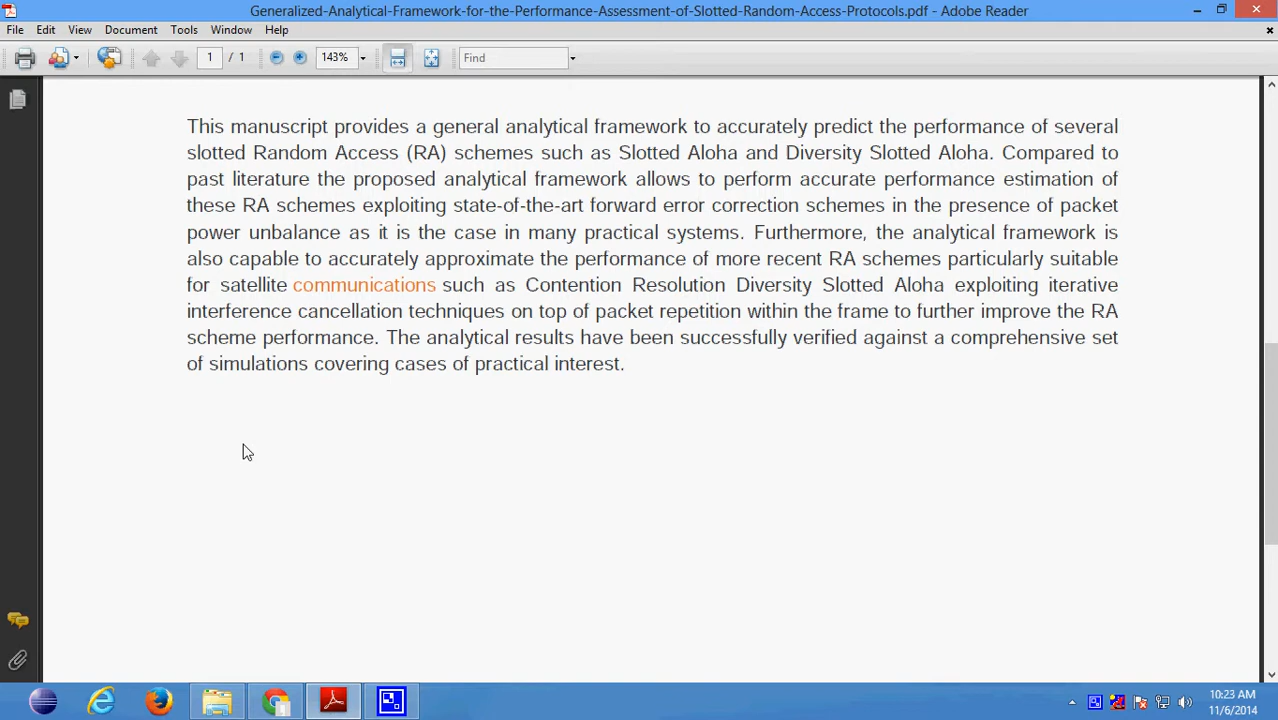 Generalized-Analytical-Framework-for-the-Performance-Assessment-of-Slotted-Random-Access-Protocols.pdf - Adobe Reader
File Edit View Document Tools Window Help
1 / 1 143% Find
This manuscript provides a general analytical framework to accurately predict the performance of several
slotted Random Access (RA) schemes such as Slotted Aloha and Diversity Slotted Aloha. Compared to
past literature the proposed analytical framework allows to perform accurate performance estimation of
these RA schemes exploiting state-of-the-art forward error correction schemes in the presence of packet
power unbalance as it is the case in many practical systems. Furthermore, the analytical framework is
also capable to accurately approximate the performance of more recent RA schemes particularly suitable
for satellite communications such as Contention Resolution Diversity Slotted Aloha exploiting iterative
interference cancellation techniques on top of packet repetition within the frame to further improve the RA
scheme performance. The analytical results have been successfully verified against a comprehensive set
of simulations covering cases of practical interest.
10:23 AM
11/6/2014